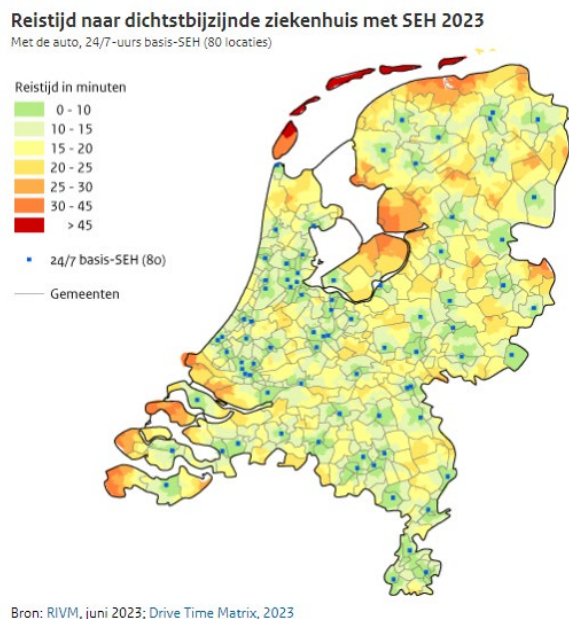 Reistijd naar dichtstbijzijnde ziekenhuis met SEH 2023
Met de auto, 24/7-uurs basis-SEH (80 locaties)
Reistijd in minuten
0 - 10
10 - 15
15 - 20
20 - 25
25 - 30
30 - 45
> 45
24/7 basis-SEH (80)
Gemeenten
Bron: RIVM, juni 2023; Drive Time Matrix, 2023